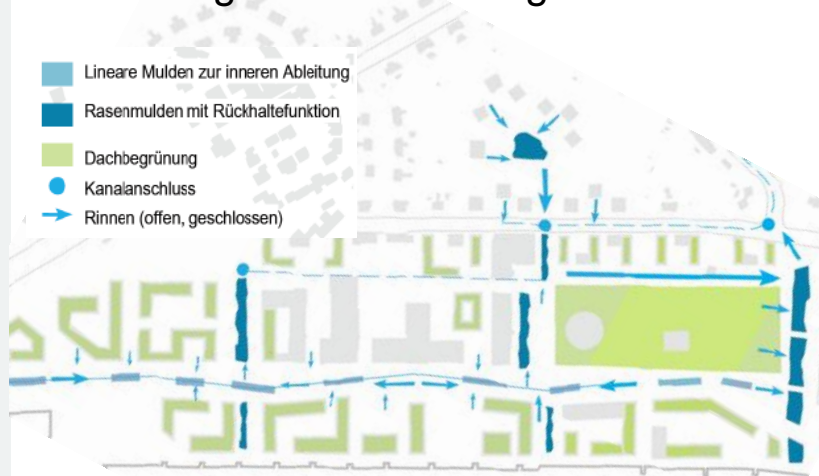 Lineare Mulden zur inneren Ableitung
Rasenmulden mit Rückhaltefunktion
Dachbegrünung
Kanalanschluss
Rinnen (offen, geschlossen)